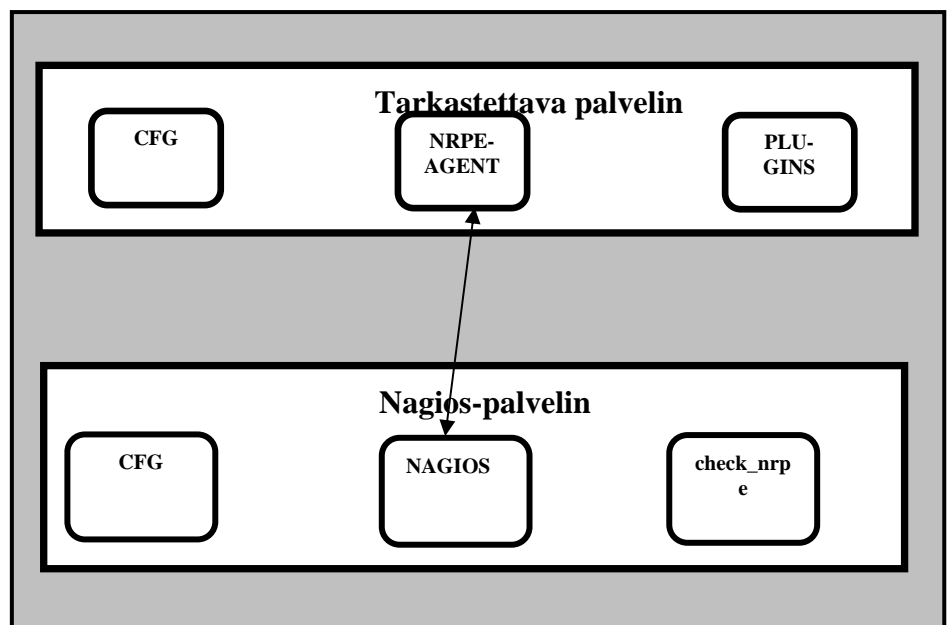 Tarkastettava palvelin
CFG
NRPE-
AGENT
PLU-
GINS
Nagios-palvelin
CFG
NAGIOS
check_nrp
e